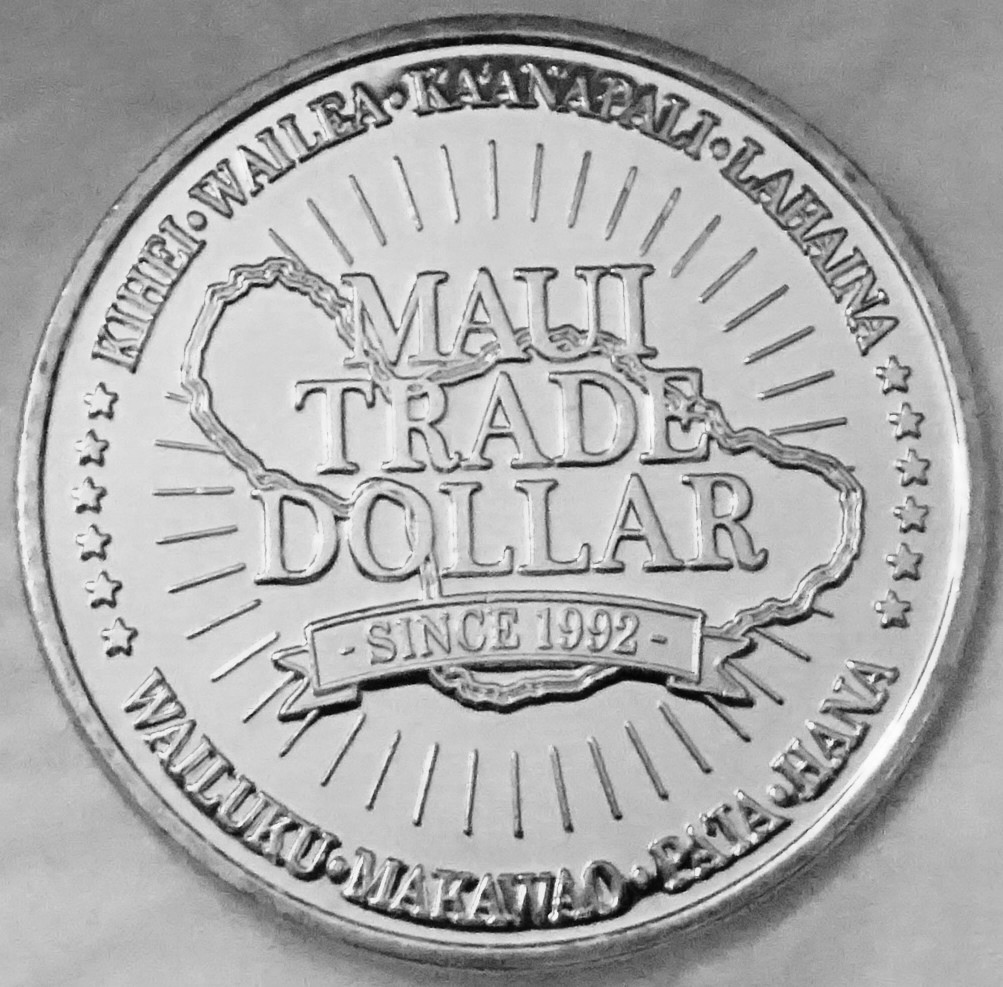 KIHEI • WAILEA • KA'ANAPALI • LAHAINA
MAUI
TRADE
DOLLAR
- SINCE 1992 -
WAILUKU • MAKAWAO • PA'IA • HANA